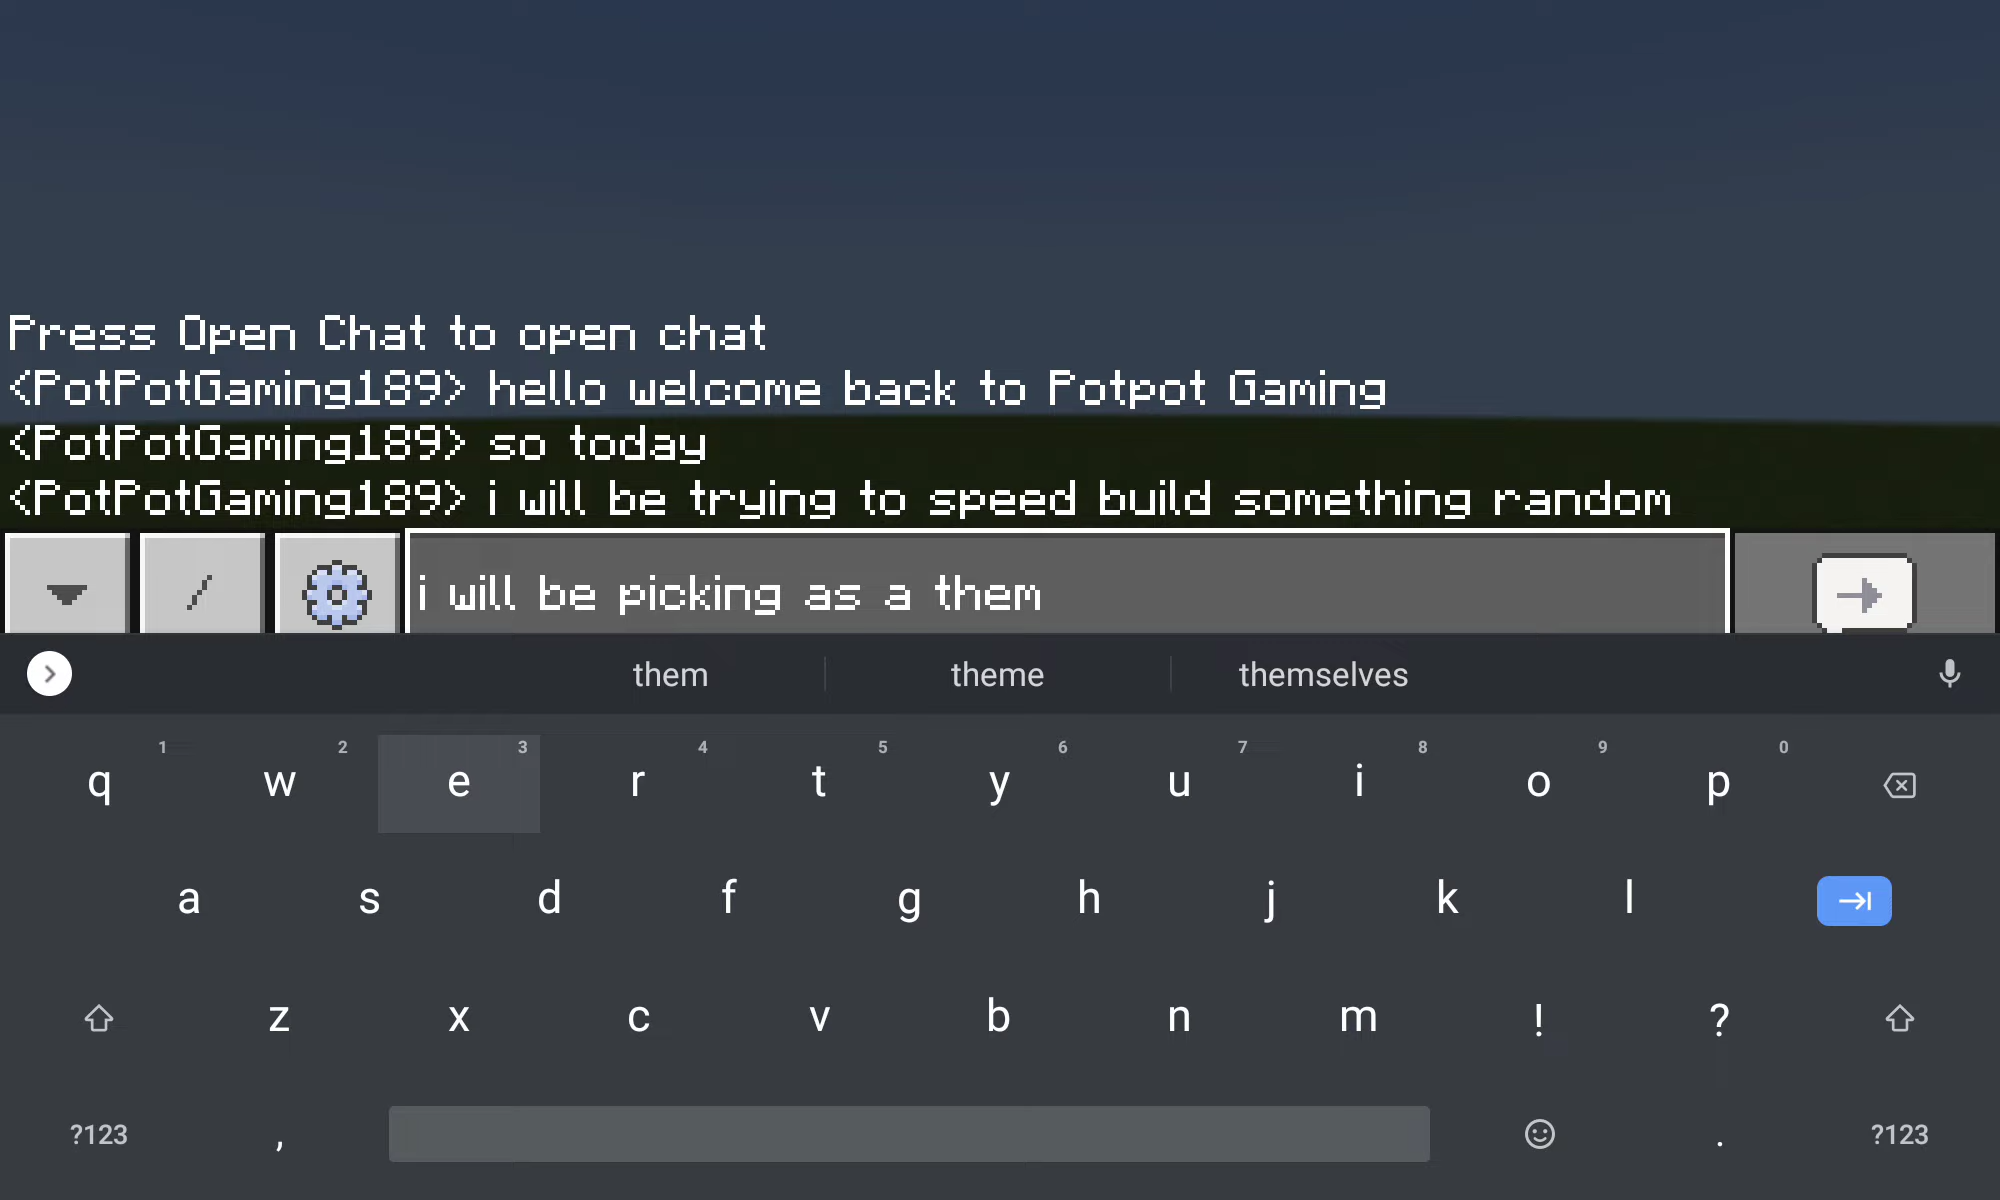 Press Open Chat to open chat
<PotPotGaming189> hello welcome back to Potpot Gaming
<PotPotGaming189> so today
<PotPotGaming189> i will be trying to speed build something random
/ i will be picking as a them
them theme themselves
1 2 3 4 5 6 7 8 9 0
q w e r t y u i o p
a s d f g h j k l
z x c v b n m ! ?
?123 , . ?123